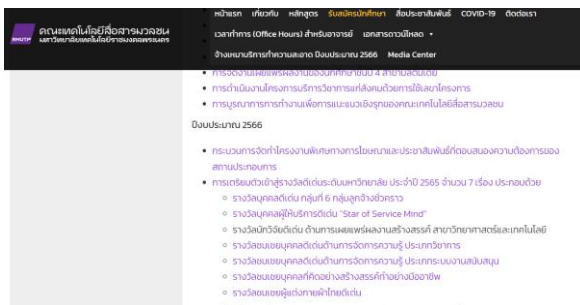 หน้าแรก เกี่ยวกับ หลักสูตร รับสมัครนักศึกษา สื่อประชาสัมพันธ์ COVID-19 ติดต่อเรา
คณะเทคโนโลยีสื่อสารมวลชน
มหาวิทยาลัยเทคโนโลยีราชมงคลพระนคร
RMUTP
เวลาทำการ (Office Hours) สำหรับอาจารย์ เอกสารดาวน์โหลด
จ้างเหมาบริการทำความสะอาด ปีงบประมาณ 2566 Media Center
การจัดงานเผยแพร่ผลงานของนักศึกษาชั้นปี 4 สาขามัลติมีเดีย
การดำเนินงานโครงการบริการวิชาการแก่สังคมด้วยการใช้เลขาโครงการ
การบูรณาการการทำงานเพื่อการแนะแนวเชิงรุกของคณะเทคโนโลยีสื่อสารมวลชน
ปีงบประมาณ 2566
กระบวนการจัดทำโครงงานพิเศษทางการโฆษณาและประชาสัมพันธ์ที่ตอบสนองความต้องการของ
สถานประกอบการ
การเตรียมตัวเข้าสู่รางวัลดีเด่นระดับมหาวิทยาลัย ประจำปี 2565 จำนวน 7 เรื่อง ประกอบด้วย
รางวัลบุคคลดีเด่น กลุ่มที่ 6 กลุ่มลูกจ้างชั่วคราว
รางวัลบุคคลผู้ให้บริการดีเด่น "Star of Service Mind"
รางวัลนักวิจัยดีเด่น ด้านการเผยแพร่ผลงานสร้างสรรค์ สาขาวิทยาศาสตร์และเทคโนโลยี
รางวัลชมเชยบุคคลดีเด่นด้านการจัดการความรู้ ประเภทวิชาการ
รางวัลชมเชยบุคคลดีเด่นด้านการจัดการความรู้ ประเภทระบบงานสนับสนุน
รางวัลชมเชยบุคคลที่คิดอย่างสร้างสรรค์ทำอย่างมืออาชีพ
รางวัลชมเชยผู้แต่งกายผ้าไทยดีเด่น